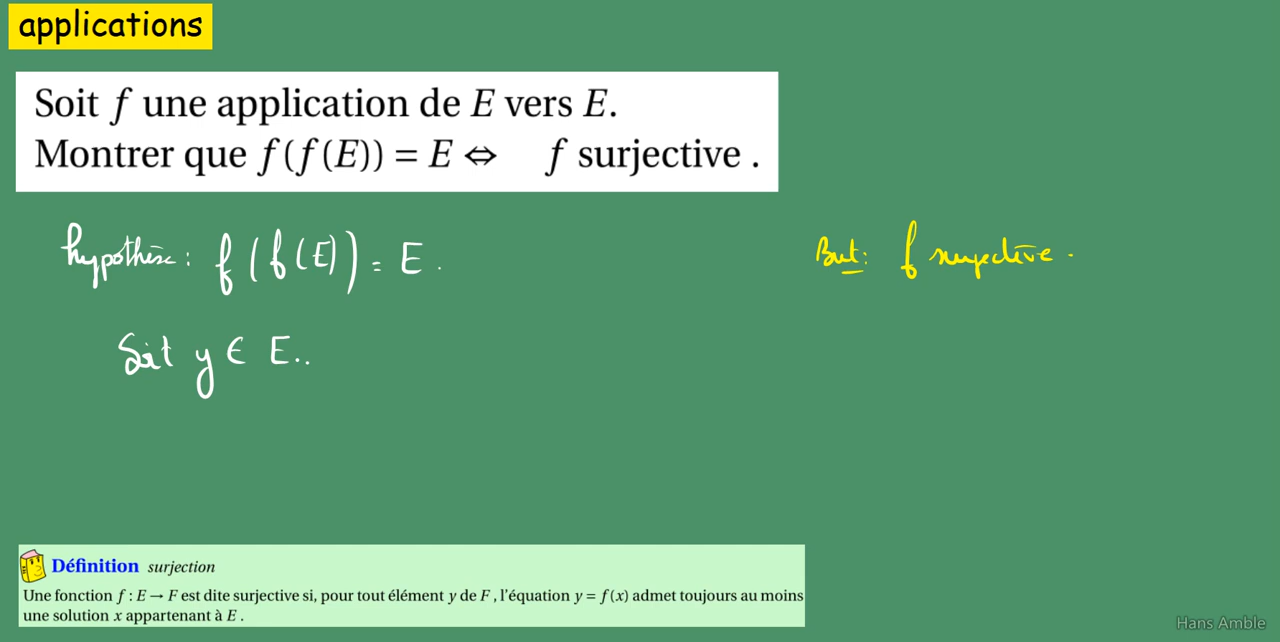 applications
Soit f une application de E vers E.
Montrer que f(f(E)) = E ⇔ f surjective .
hypothèse : f(f(E)) = E .
But : f surjective .
Soit y ∈ E..
Définition surjection
Une fonction f : E → F est dite surjective si, pour tout élément y de F , l'équation y = f(x) admet toujours au moins
une solution x appartenant à E .
Hans Amble